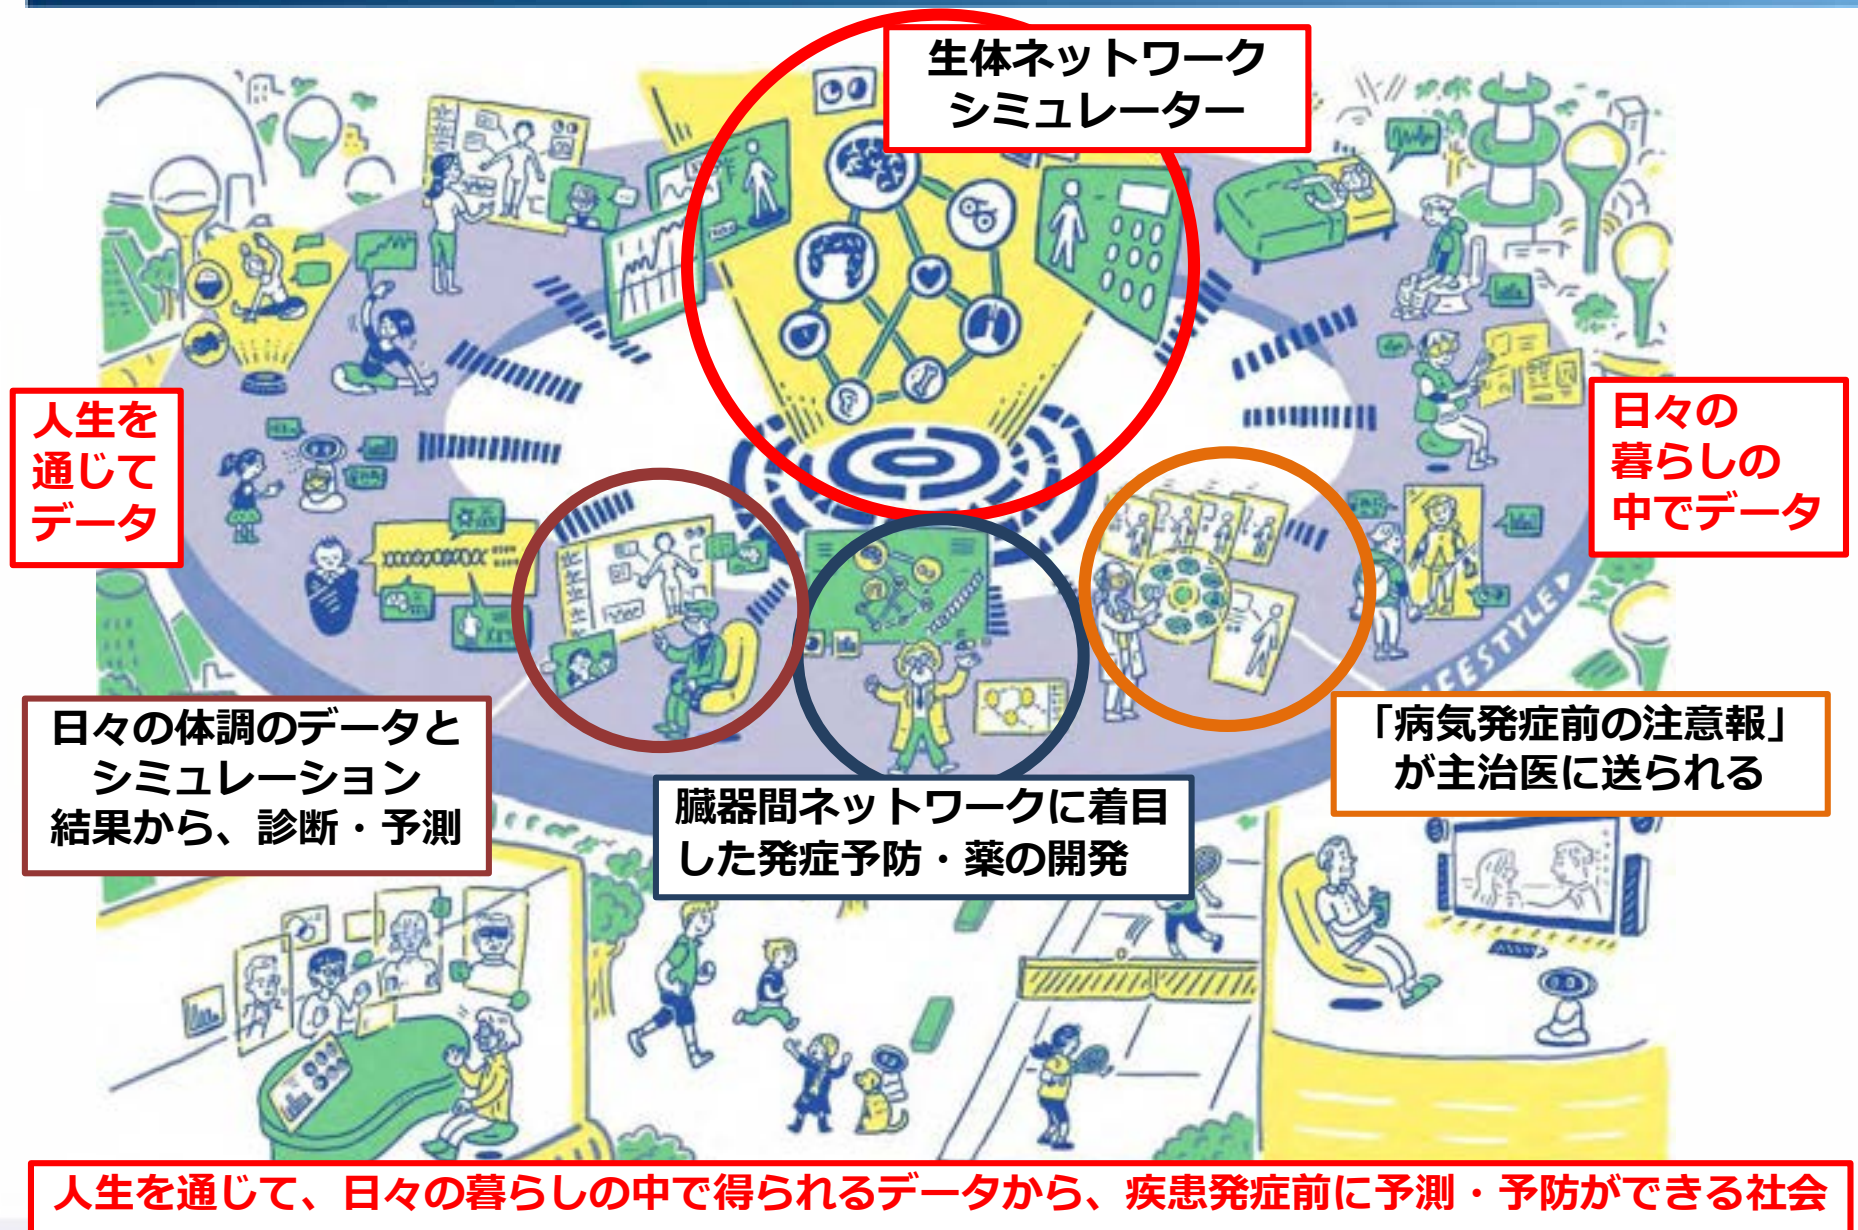 生体ネットワーク
シミュレーター
人生を
通じて
データ
日々の
暮らしの
中でデータ
LIFESTYLE
日々の体調のデータと
シミュレーション
結果から、診断・予測
臓器間ネットワークに着目
した発症予防・薬の開発
「病気発症前の注意報」
が主治医に送られる
人生を通じて、日々の暮らしの中で得られるデータから、疾患発症前に予測・予防ができる社会